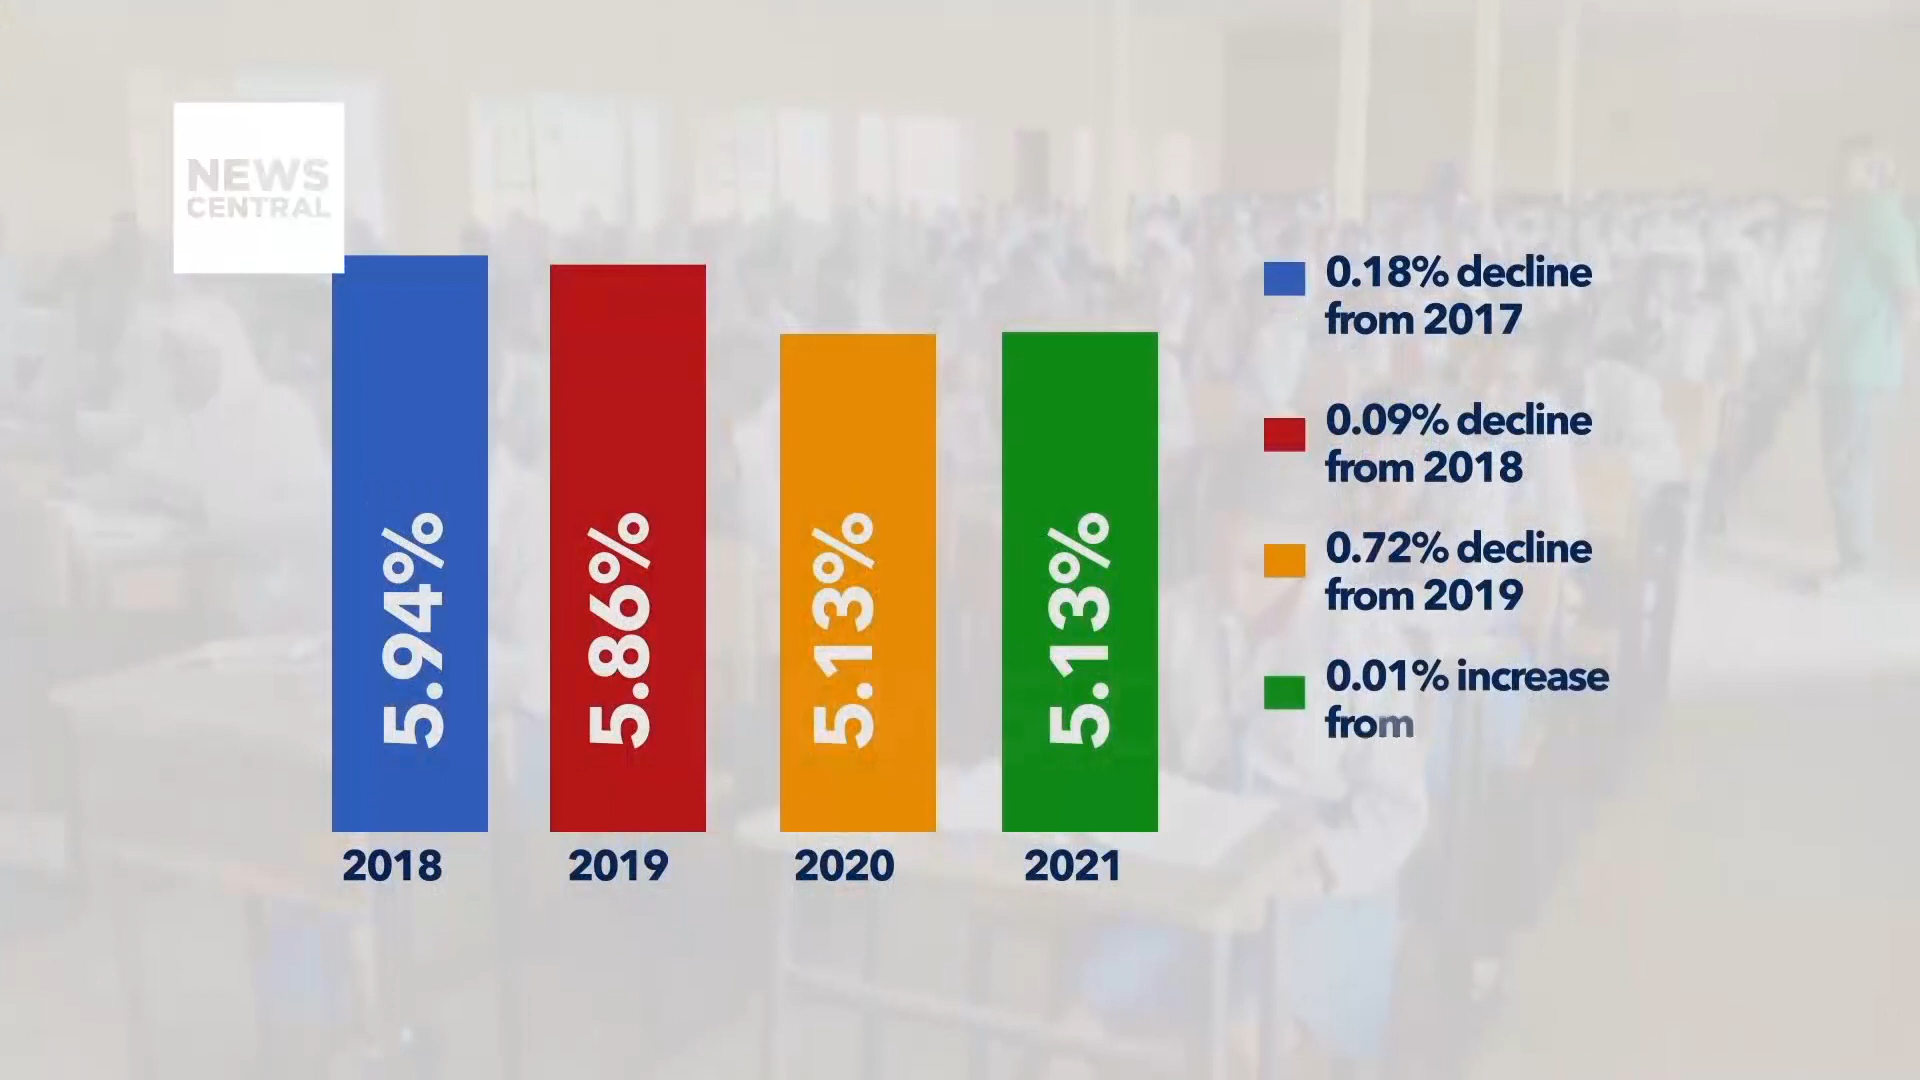 NEWS
CENTRAL
5.94%
5.86%
5.13%
5.13%
2018
2019
2020
2021
0.18% decline
from 2017
0.09% decline
from 2018
0.72% decline
from 2019
0.01% increase
from